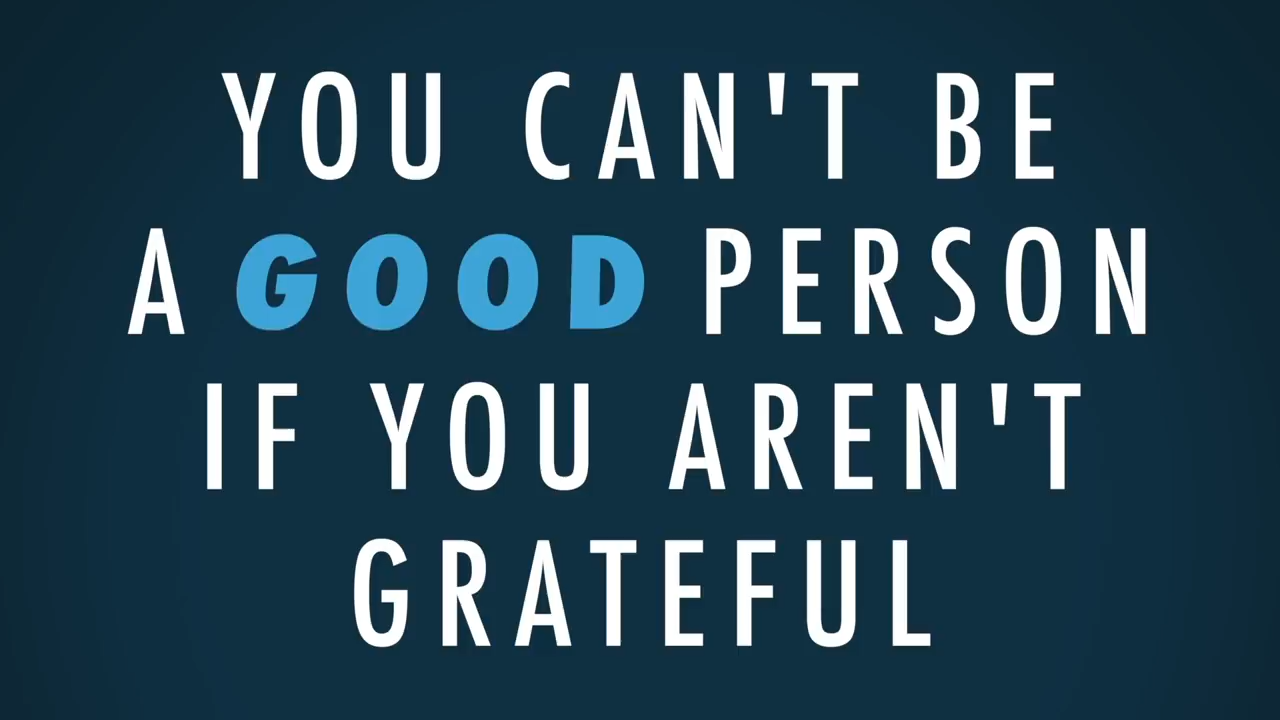 YOU CAN'T BE
A GOOD PERSON
IF YOU AREN'T
GRATEFUL